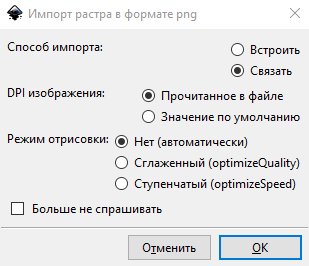 Импорт растра в формате png
Способ импорта:
Встроить
Связать
DPI изображения:
Прочитанное в файле
Значение по умолчанию
Режим отрисовки:
Нет (автоматически)
Сглаженный (optimizeQuality)
Ступенчатый (optimizeSpeed)
Больше не спрашивать
Отменить
OK